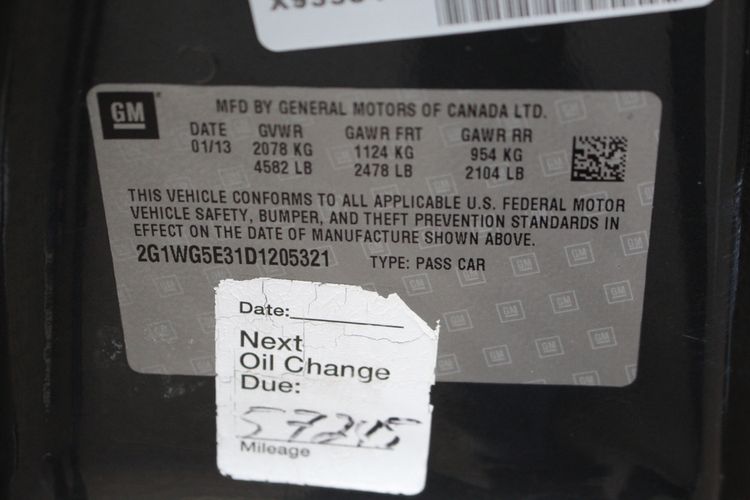 GM
MFD BY GENERAL MOTORS OF CANADA LTD.
DATE GVWR GAWR FRT GAWR RR
01/13 2078 KG 1124 KG 954 KG
4582 LB 2478 LB 2104 LB
THIS VEHICLE CONFORMS TO ALL APPLICABLE U.S. FEDERAL MOTOR
VEHICLE SAFETY, BUMPER, AND THEFT PREVENTION STANDARDS IN
EFFECT ON THE DATE OF MANUFACTURE SHOWN ABOVE.
2G1WG5E31D1205321 TYPE: PASS CAR
Date:
Next
Oil Change
Due:
57285
Mileage